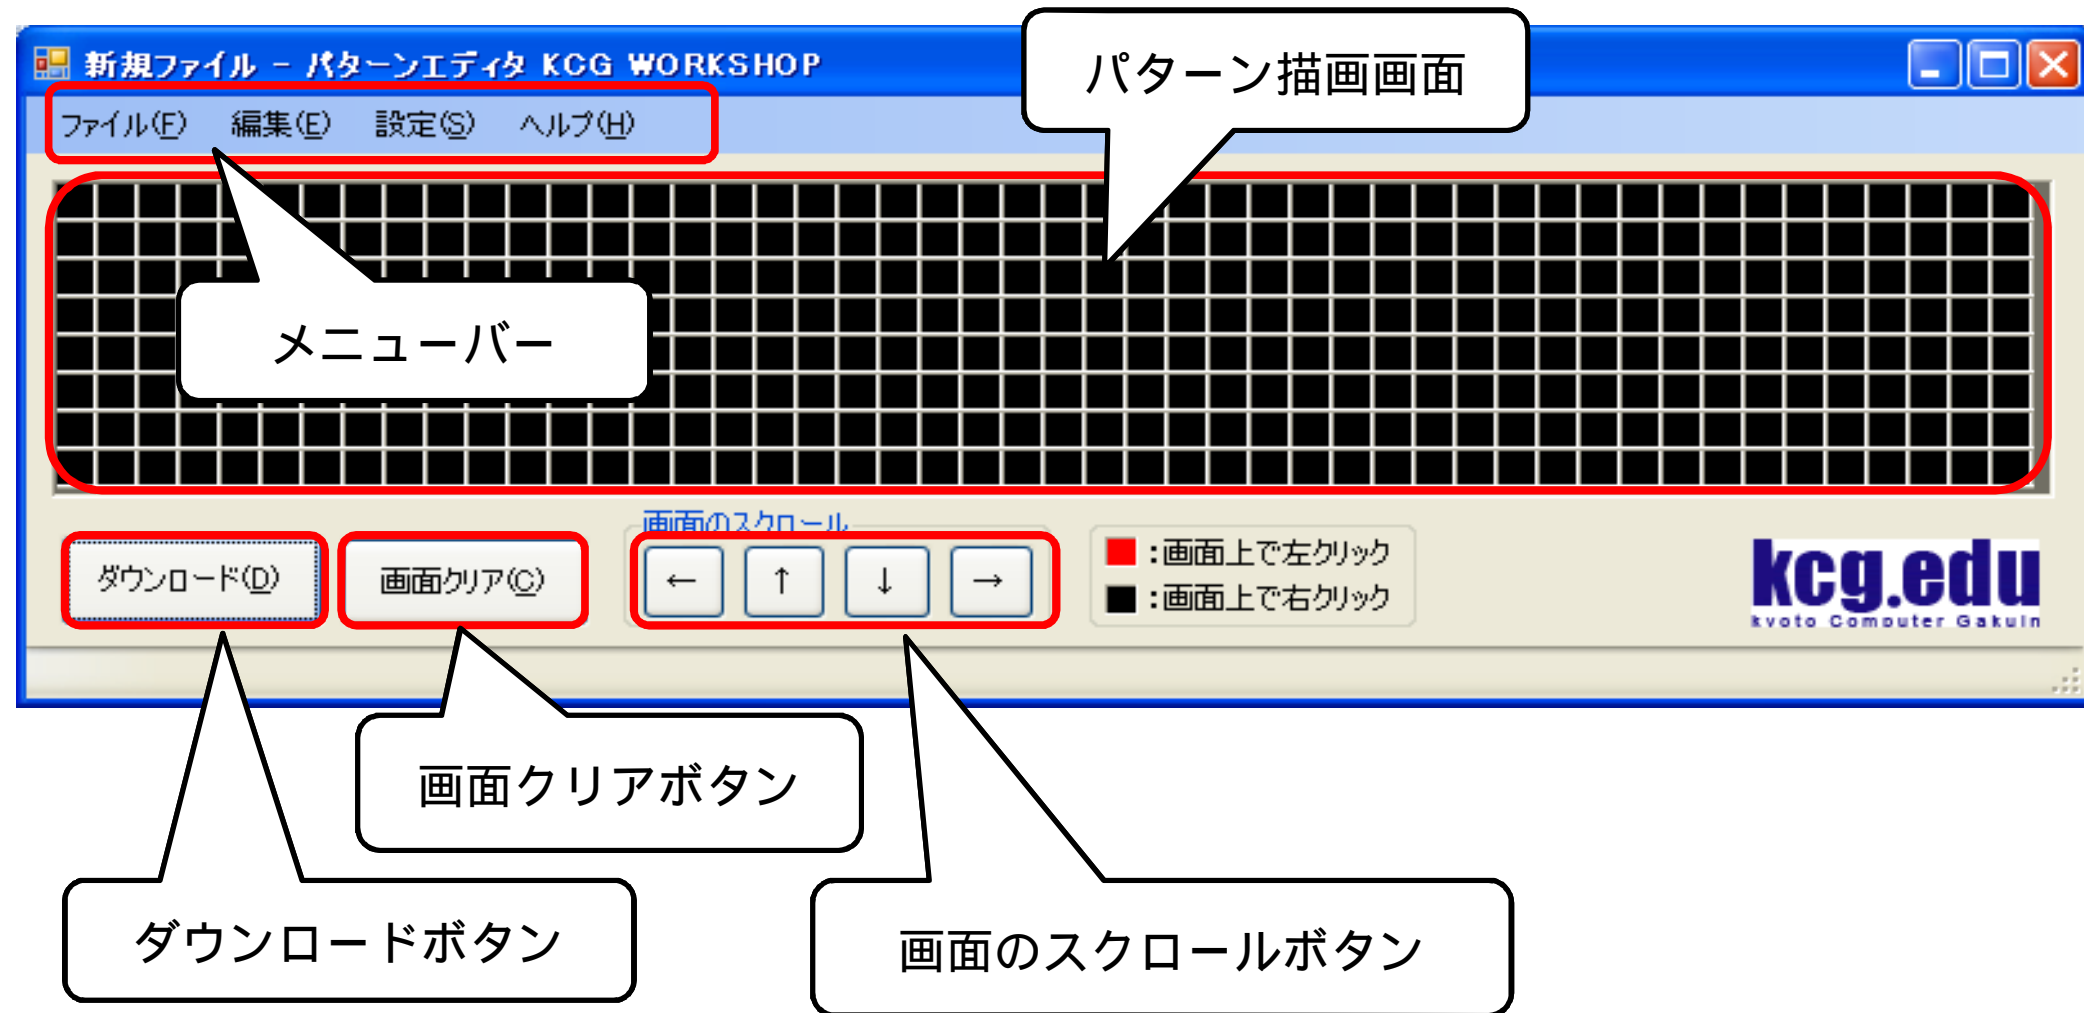 新規ファイル - パターンエディタ KCG WORKSHOP
パターン描画画面
ファイル(F) 編集(E) 設定(S) ヘルプ(H)
メニューバー
画面のスクロール
ダウンロード(D) 画面クリア(C) ← ↑ ↓ →
:画面上で左クリック
:画面上で右クリック
kcg.edu
kyoto Computer Gakuin
画面クリアボタン
ダウンロードボタン
画面のスクロールボタン